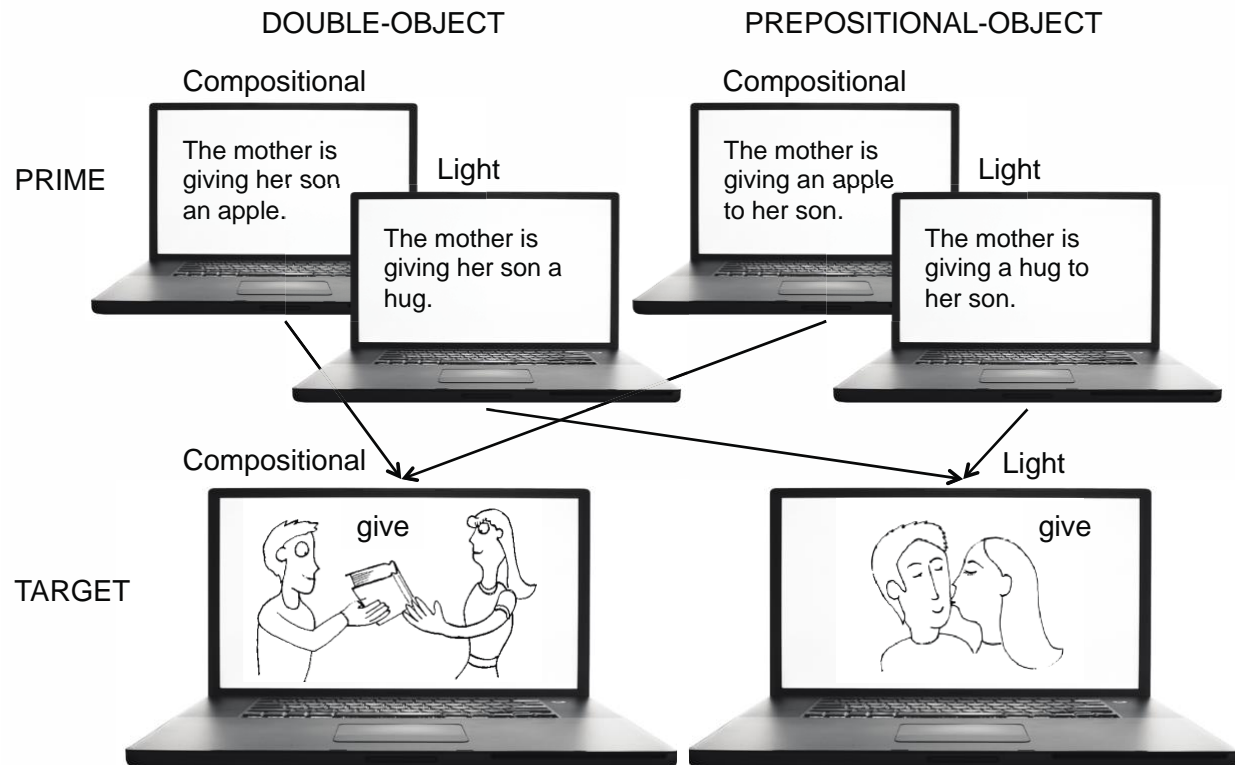 DOUBLE-OBJECT
PREPOSITIONAL-OBJECT
Compositional
Compositional
PRIME
The mother is
giving her son
an apple.
Light
The mother is
giving her son a
hug.
The mother is
giving an apple
to her son.
Light
The mother is
giving a hug to
her son.
Compositional
Light
TARGET
give
give